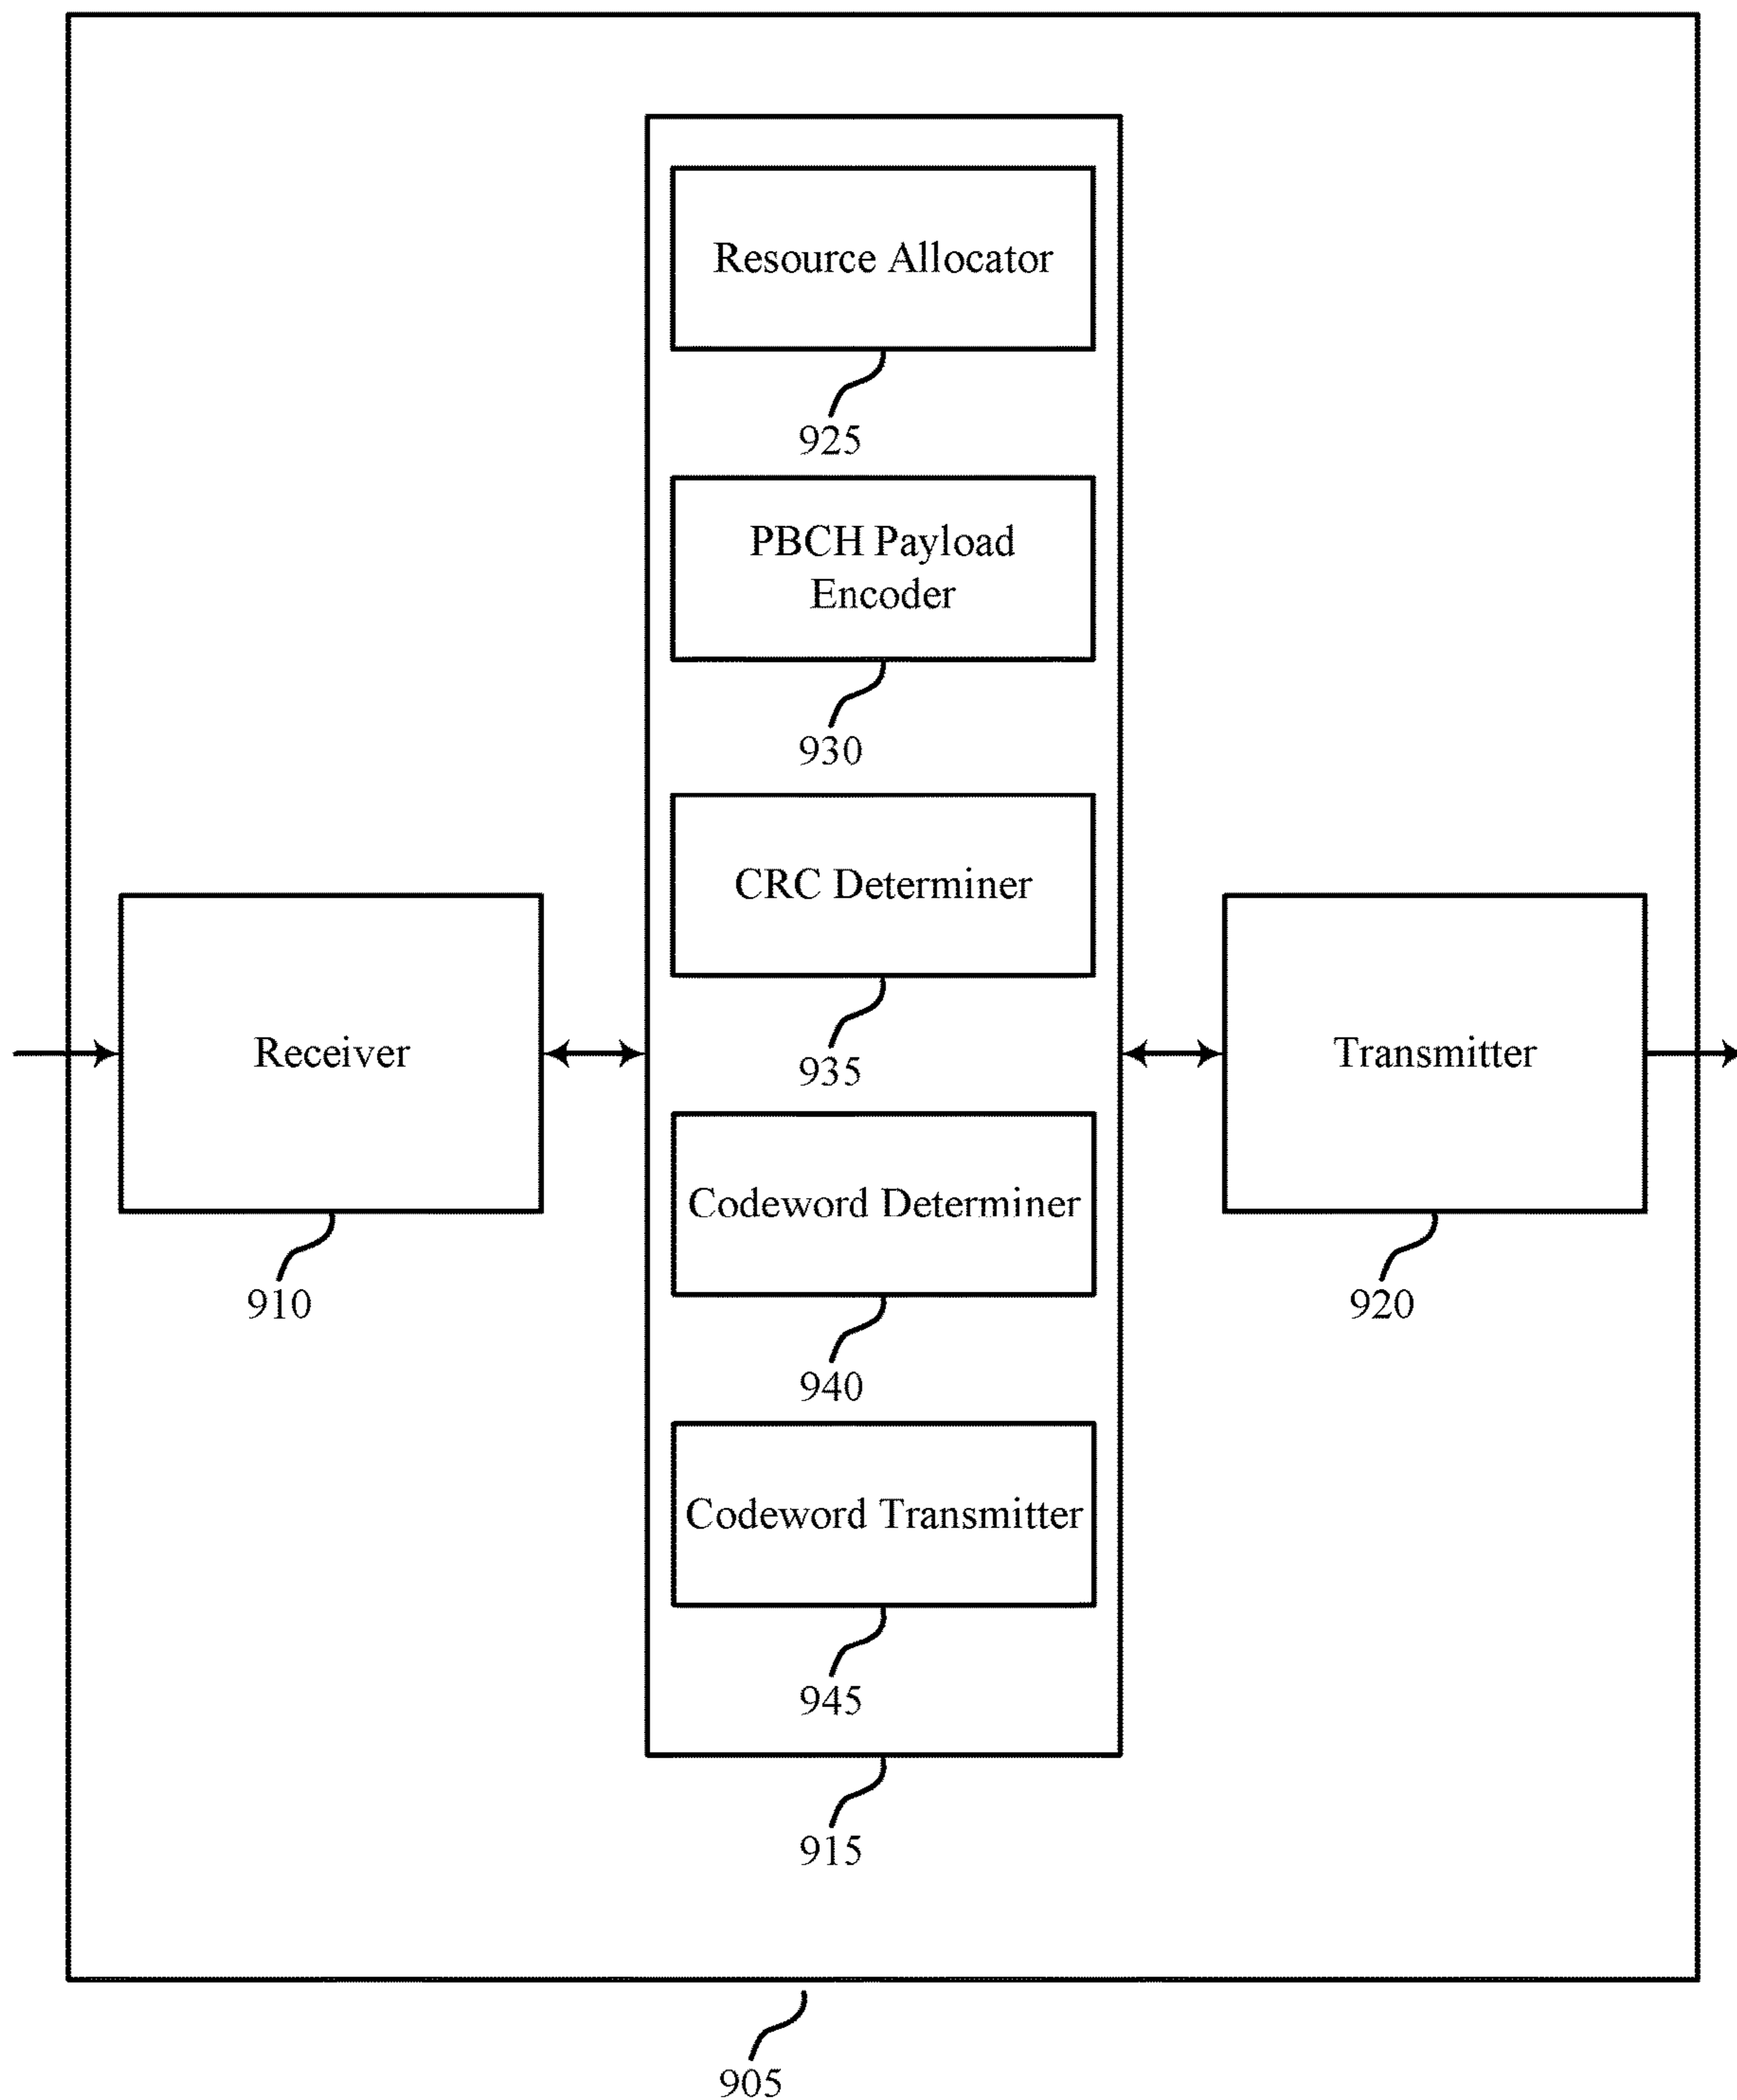 Resource Allocator
925
PBCH Payload
Encoder
930
CRC Determiner
935
Receiver
910
Transmitter
920
Codeword Determiner
940
Codeword Transmitter
945
915
905